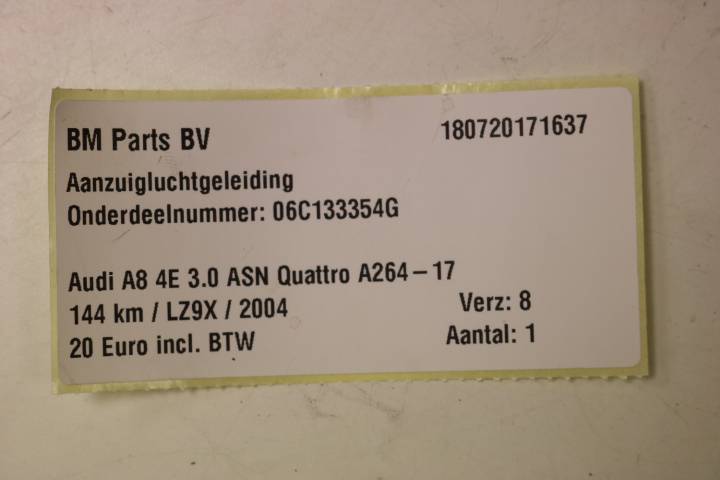 BM Parts BV 180720171637
Aanzuigluchtgeleiding
Onderdeelnummer: 06C133354G
Audi A8 4E 3.0 ASN Quattro A264-17
144 km / LZ9X / 2004 Verz: 8
20 Euro incl. BTW Aantal: 1